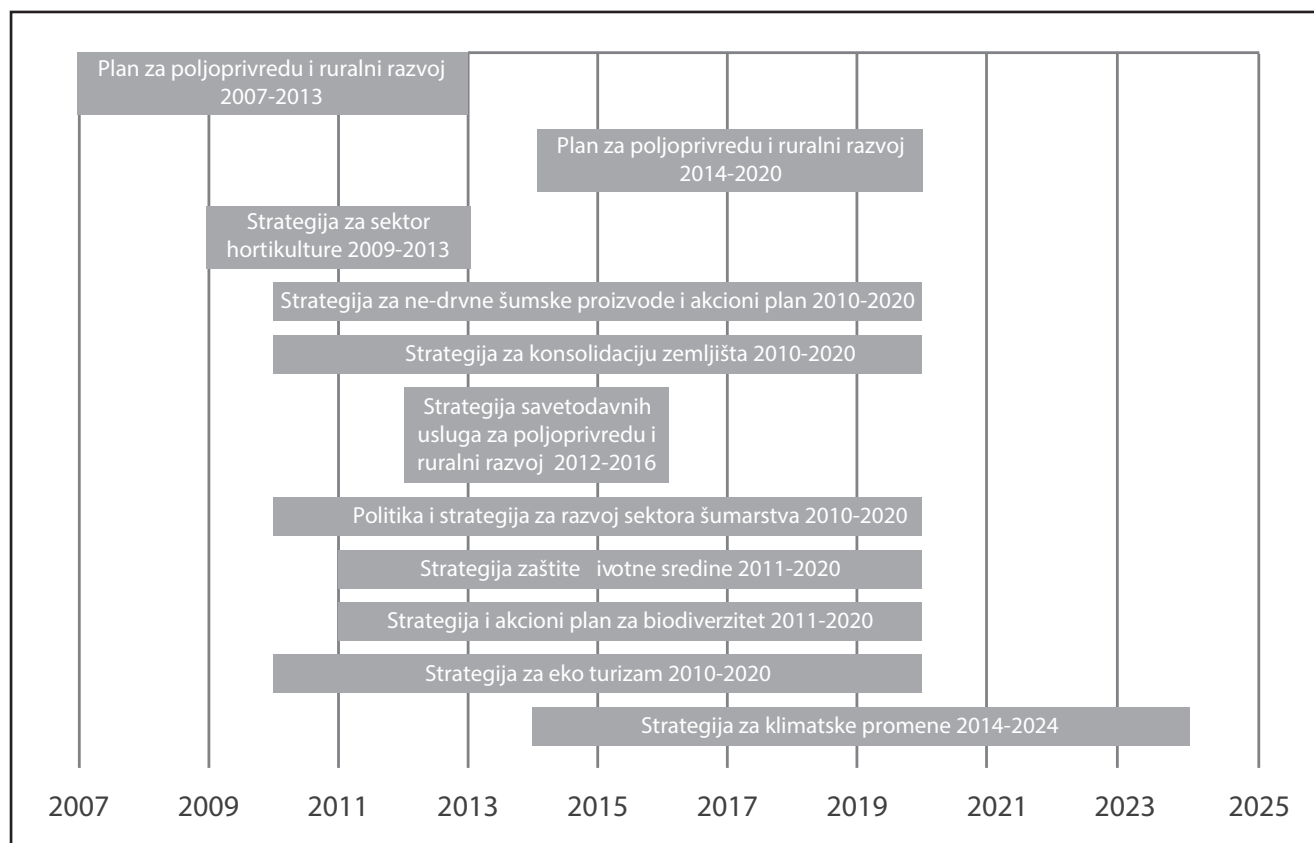 Plan za poljoprivredu i ruralni razvoj
2007-2013
Plan za poljoprivredu i ruralni razvoj
2014-2020
Strategija za sektor
hortikulture 2009-2013
Strategija za ne-drvne šumske proizvode i akcioni plan 2010-2020
Strategija za konsolidaciju zemljišta 2010-2020
Strategija savetodavnih
usluga za poljoprivredu i
ruralni razvoj 2012-2016
Politika i strategija za razvoj sektora šumarstva 2010-2020
Strategija zaštite ivotne sredine 2011-2020
Strategija i akcioni plan za biodiverzitet 2011-2020
Strategija za eko turizam 2010-2020
Strategija za klimatske promene 2014-2024
2007 2009 2011 2013 2015 2017 2019 2021 2023 2025